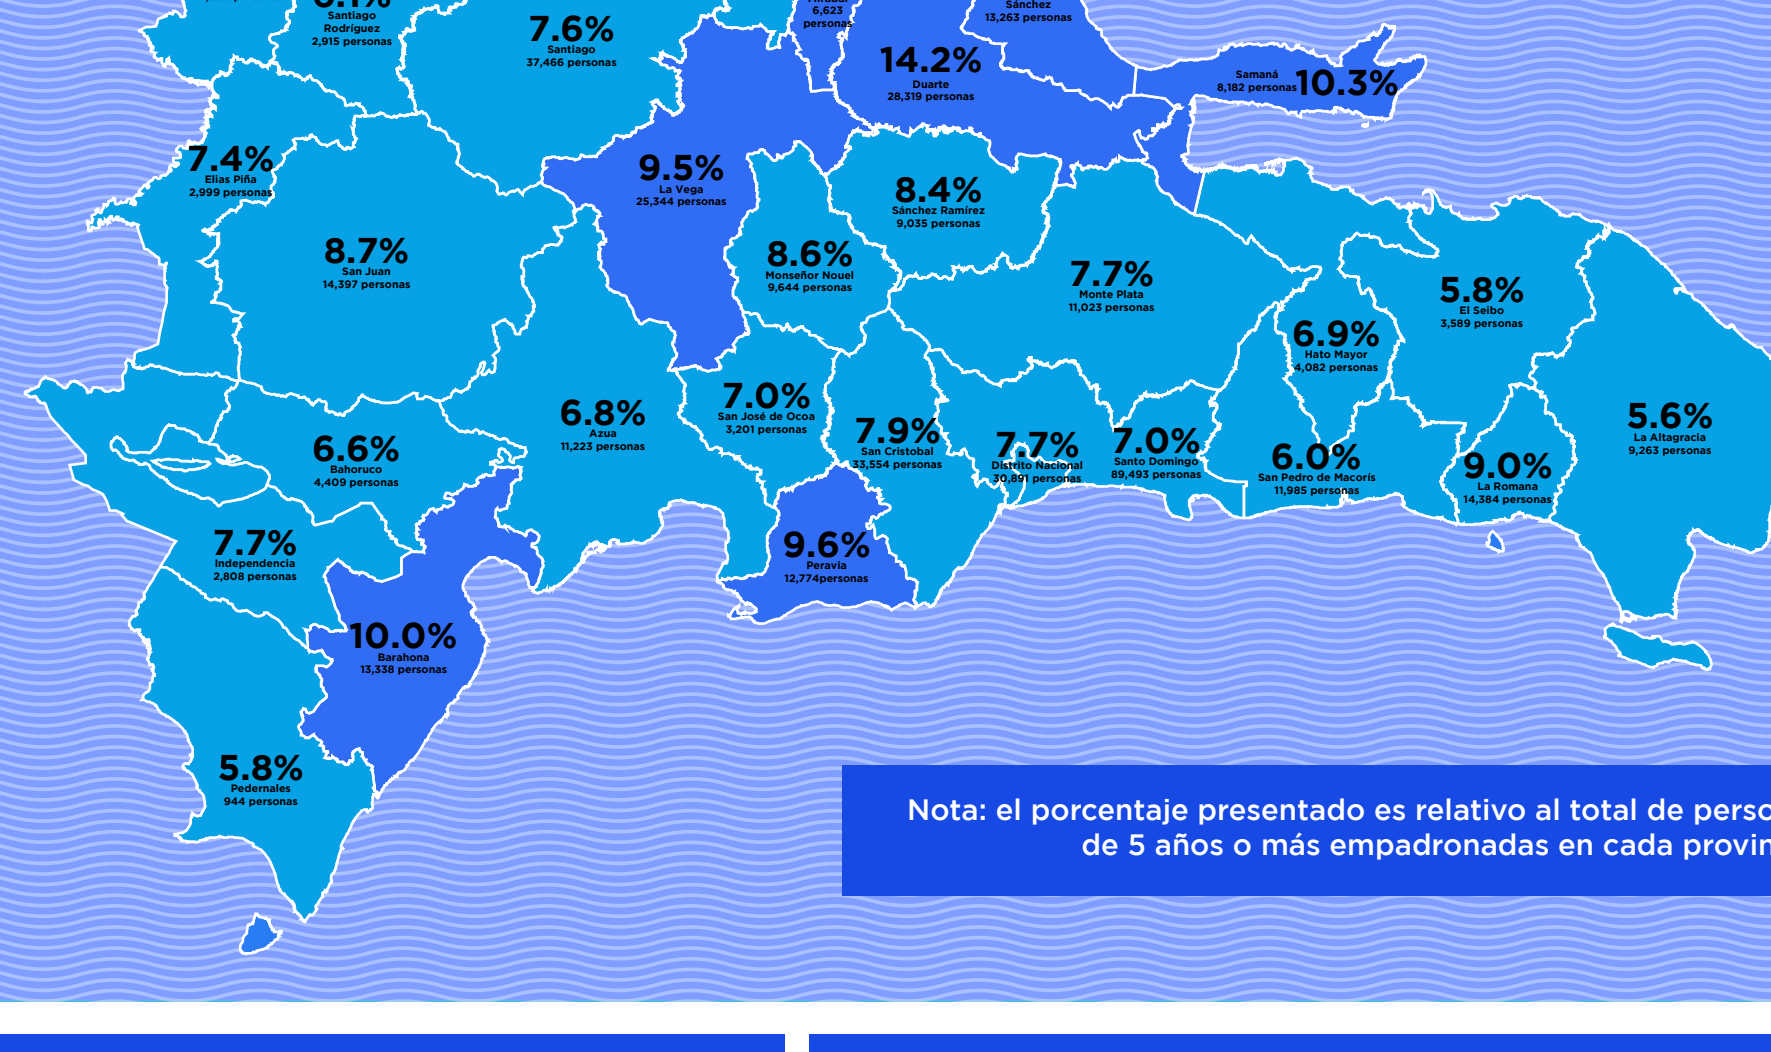 Santiago
Rodríguez
2,915 personas
7.6%
Santiago
37,466 personas
6,623
personas
Sánchez
13,263 personas
14.2%
Duarte
28,319 personas
Samaná
8,182 personas
10.3%
7.4%
Elias Piña
2,999 personas
9.5%
La Vega
25,344 personas
8.4%
Sánchez Ramírez
9,035 personas
8.7%
San Juan
14,397 personas
8.6%
Monseñor Nouel
9,644 personas
7.7%
Monte Plata
11,023 personas
5.8%
El Seibo
3,589 personas
6.9%
Hato Mayor
4,082 personas
7.0%
San José de Ocoa
3,201 personas
6.8%
Azua
11,223 personas
5.6%
La Altagracia
9,263 personas
6.6%
Bahoruco
4,409 personas
7.9%
San Cristobal
33,554 personas
7.7%
Distrito Nacional
30,891 personas
7.0%
Santo Domingo
89,493 personas
6.0%
San Pedro de Macorís
11,985 personas
9.0%
La Romana
14,384 personas
7.7%
Independencia
2,808 personas
9.6%
Peravia
12,774personas
10.0%
Barahona
13,338 personas
5.8%
Pedernales
944 personas
Nota: el porcentaje presentado es relativo al total de perso
de 5 años o más empadronadas en cada provin